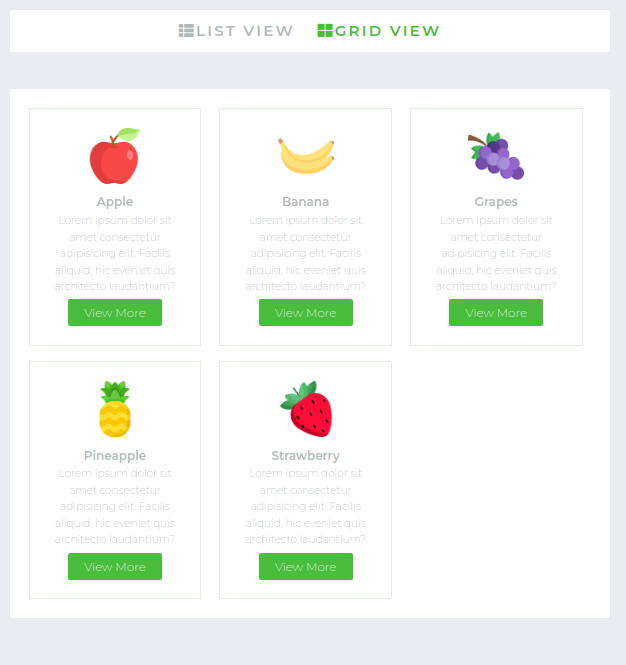 LIST VIEW GRID VIEW
Apple
Lorem ipsum dolor sit
amet consectetur
adipisicing elit. Facilis
aliquid, hic eveniet quis
architecto laudantium?
View More
Banana
Lorem ipsum dolor sit
amet consectetur
adipisicing elit. Facilis
aliquid, hic eveniet quis
architecto laudantium?
View More
Grapes
Lorem ipsum dolor sit
amet consectetur
adipisicing elit. Facilis
aliquid, hic eveniet quis
architecto laudantium?
View More
Pineapple
Lorem ipsum dolor sit
amet consectetur
adipisicing elit. Facilis
aliquid, hic eveniet quis
architecto laudantium?
View More
Strawberry
Lorem ipsum dolor sit
amet consectetur
adipisicing elit. Facilis
aliquid, hic eveniet quis
architecto laudantium?
View More